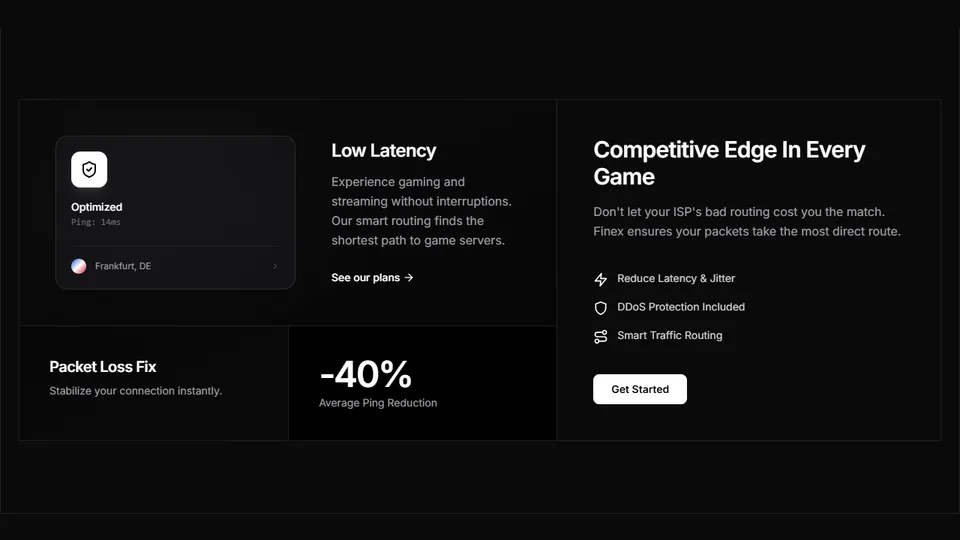 Optimized
Ping: 14ms
Frankfurt, DE
Low Latency
Experience gaming and
streaming without interruptions.
Our smart routing finds the
shortest path to game servers.
See our plans →
Packet Loss Fix
Stabilize your connection instantly.
-40%
Average Ping Reduction
Competitive Edge In Every
Game
Don't let your ISP's bad routing cost you the match.
Finex ensures your packets take the most direct route.
Reduce Latency & Jitter
DDoS Protection Included
Smart Traffic Routing
Get Started